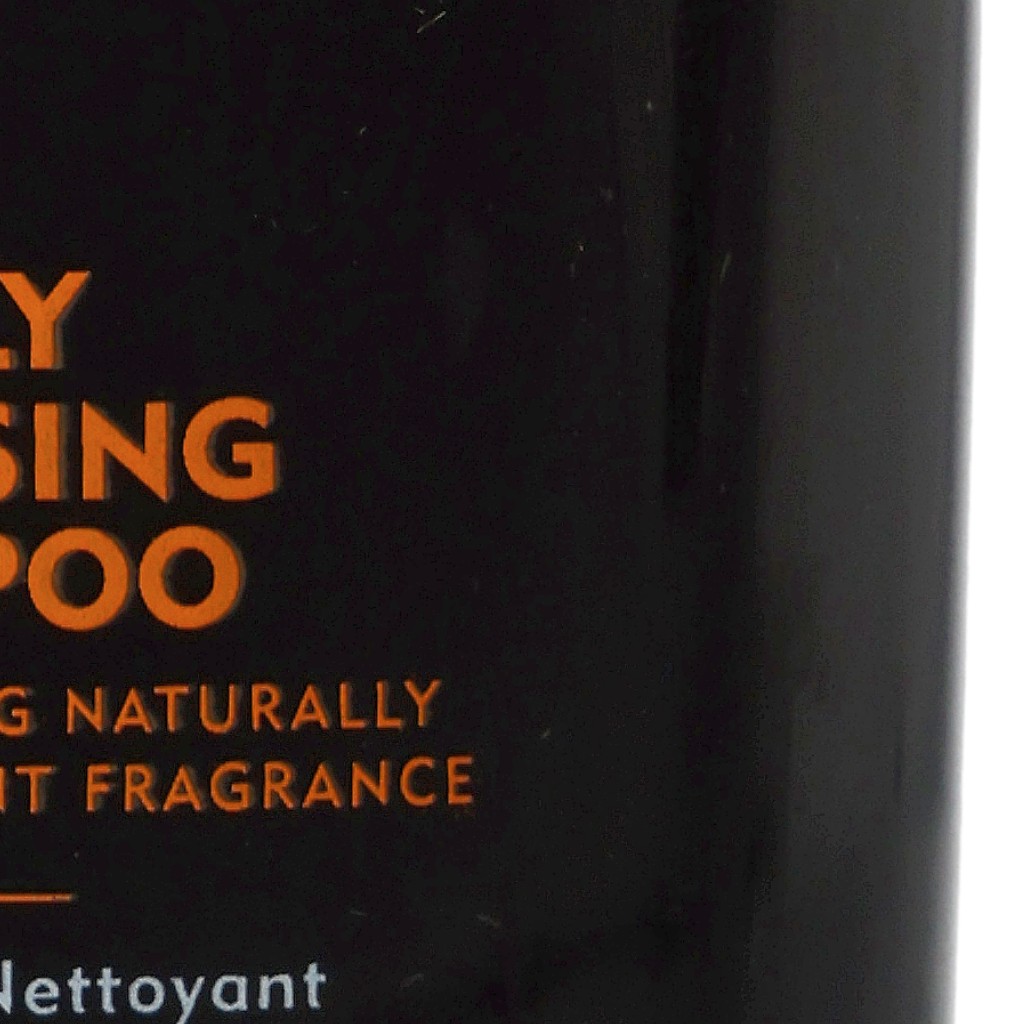 LY
SING
POO
G NATURALLY
NT FRAGRANCE
Nettoyant